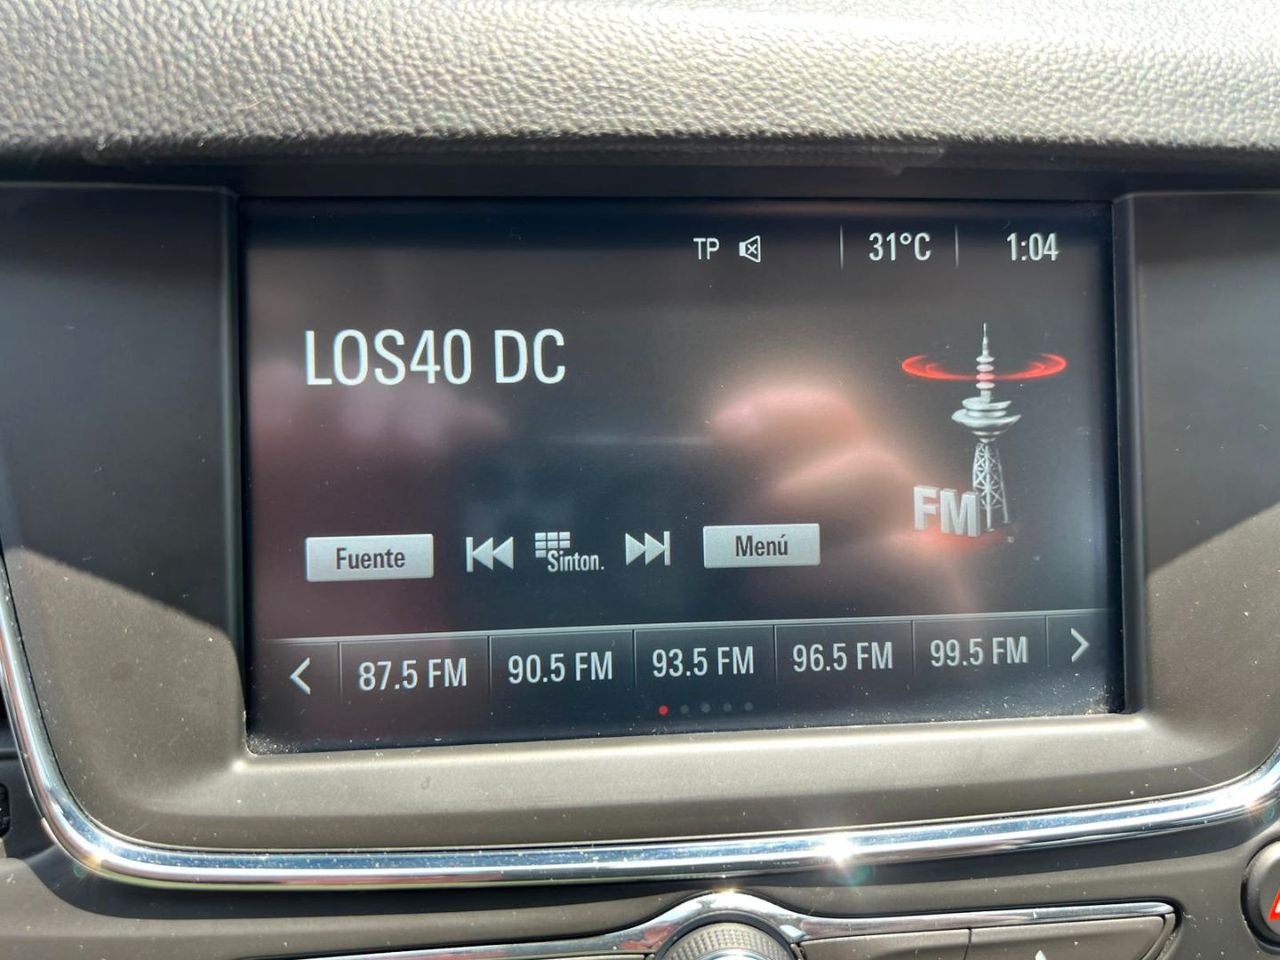 TP 31°C 1:04
LOS40 DC
FM
Fuente Sinton. Menú
87.5 FM 90.5 FM 93.5 FM 96.5 FM 99.5 FM